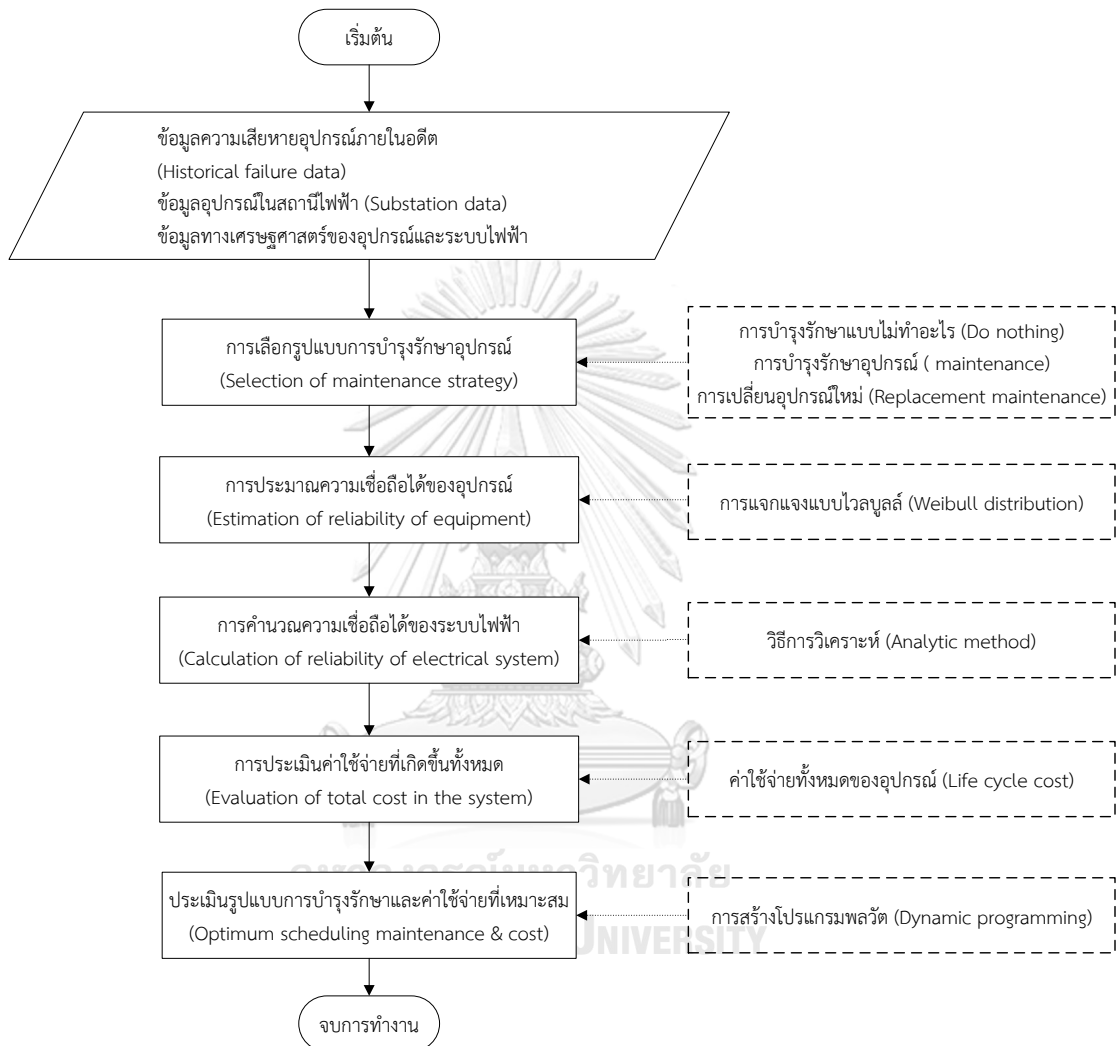 เริ่มต้น
ข้อมูลความเสียหายอุปกรณ์ภายในอดีต
(Historical failure data)
ข้อมูลอุปกรณ์ในสถานีไฟฟ้า (Substation data)
ข้อมูลทางเศรษฐศาสตร์ของอุปกรณ์และระบบไฟฟ้า
การเลือกรูปแบบการบำรุงรักษาอุปกรณ์
(Selection of maintenance strategy)
การบำรุงรักษาแบบไม่ทำอะไร (Do nothing)
การบำรุงรักษาอุปกรณ์ ( maintenance)
การเปลี่ยนอุปกรณ์ใหม่ (Replacement maintenance)
การประมาณความเชื่อถือได้ของอุปกรณ์
(Estimation of reliability of equipment)
การแจกแจงแบบไวลบูลล์ (Weibull distribution)
การคำนวณความเชื่อถือได้ของระบบไฟฟ้า
(Calculation of reliability of electrical system)
วิธีการวิเคราะห์ (Analytic method)
การประเมินค่าใช้จ่ายที่เกิดขึ้นทั้งหมด
(Evaluation of total cost in the system)
ค่าใช้จ่ายทั้งหมดของอุปกรณ์ (Life cycle cost)
ประเมินรูปแบบการบำรุงรักษาและค่าใช้จ่ายที่เหมาะสม
(Optimum scheduling maintenance & cost)
การสร้างโปรแกรมพลวัต (Dynamic programming)
UNIVERSITY
จบการทำงาน